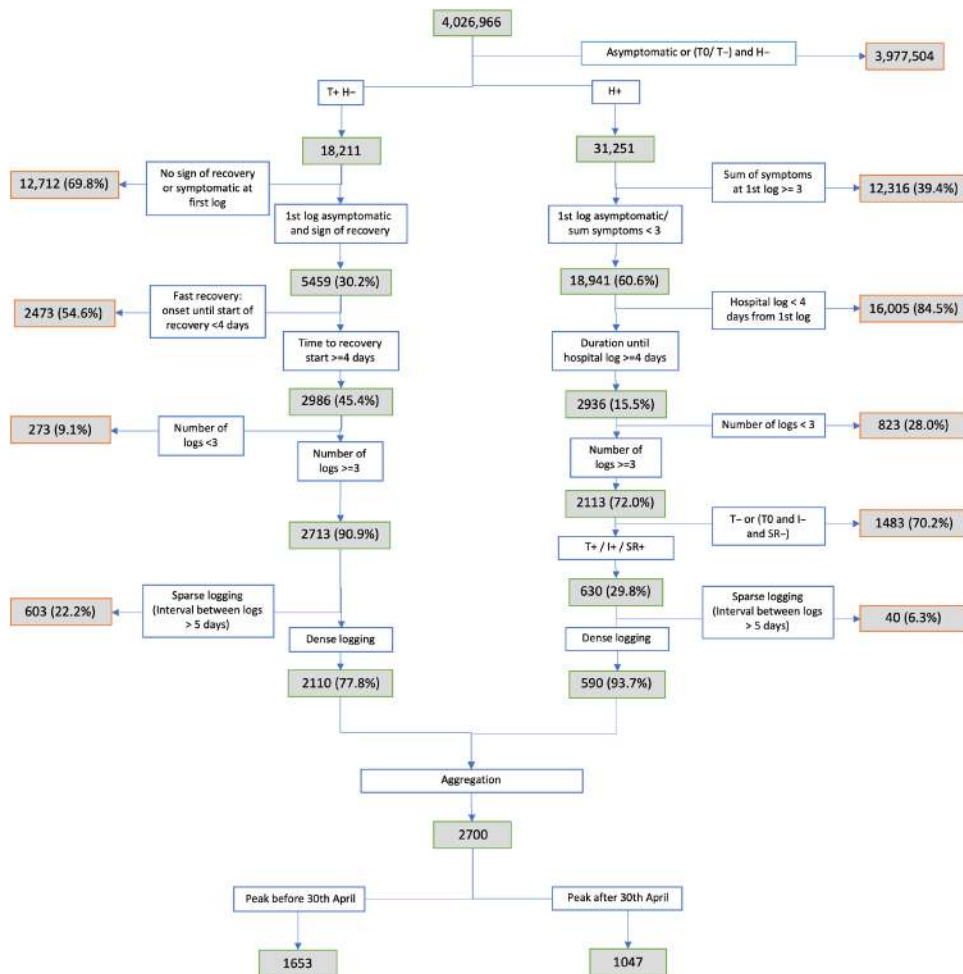 4,026,966
Asymptomatic or (T0/ T−) and H−
3,977,504
T+ H−
H+
18,211
31,251
12,712 (69.8%)
No sign of recovery
or symptomatic at
first log
Sum of symptoms
at 1st log >= 3
12,316 (39.4%)
1st log asymptomatic
and sign of recovery
1st log asymptomatic/
sum symptoms < 3
5459 (30.2%)
18,941 (60.6%)
2473 (54.6%)
Fast recovery:
onset until start of
recovery <4 days
Hospital log < 4
days from 1st log
16,005 (84.5%)
Time to recovery
start >=4 days
Duration until
hospital log >=4 days
2986 (45.4%)
2936 (15.5%)
273 (9.1%)
Number of
logs <3
Number of logs < 3
823 (28.0%)
Number of
logs >=3
Number of
logs >=3
2113 (72.0%)
2713 (90.9%)
T− or (T0 and I−
and SR−)
1483 (70.2%)
T+ / I+ / SR+
630 (29.8%)
603 (22.2%)
Sparse logging
(Interval between logs
> 5 days)
Sparse logging
(Interval between logs
> 5 days)
40 (6.3%)
Dense logging
Dense logging
2110 (77.8%)
590 (93.7%)
Aggregation
2700
Peak before 30th April
Peak after 30th April
1653
1047